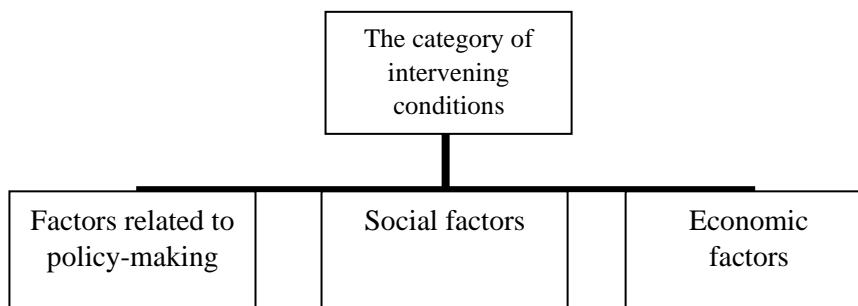 The category of
intervening
conditions
Factors related to
policy-making
Social factors
Economic
factors